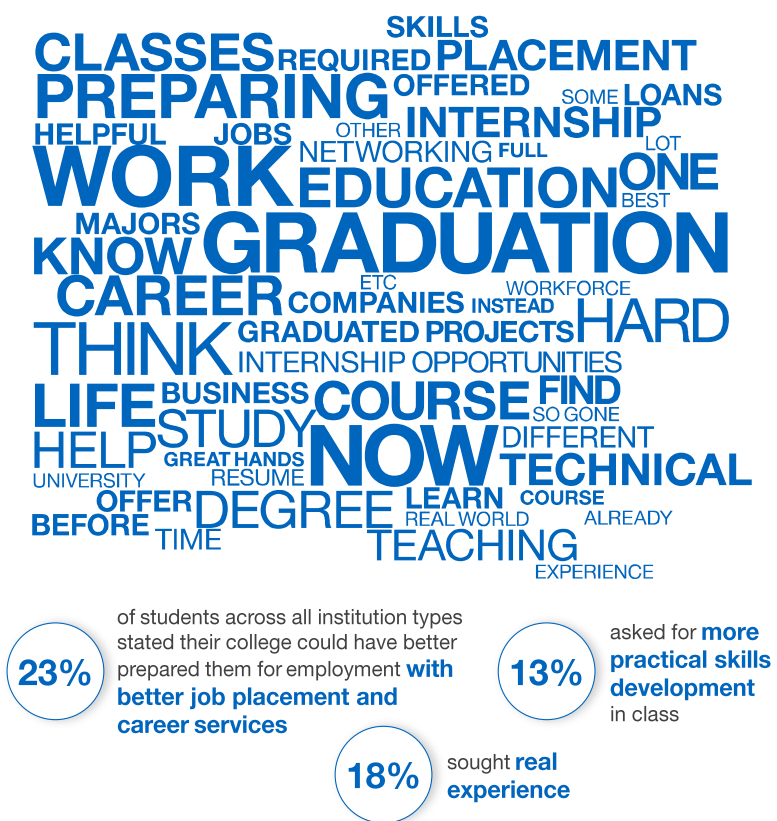 SKILLS
CLASSES REQUIRED PLACEMENT
PREPARING OFFERED
SOME LOANS
HELPFUL JOBS OTHER INTERNSHIP
NETWORKING FULL LOT
WORK EDUCATION ONE
BEST
MAJORS
KNOW GRADUATION
ETC WORKFORCE
CAREER COMPANIES INSTEAD HARD
THINK GRADUATED PROJECTS
INTERNSHIP OPPORTUNITIES
LIFE BUSINESS COURSE FIND
SO GONE
HELP STUDY NOW DIFFERENT
GREAT HANDS TECHNICAL
UNIVERSITY RESUME
OFFER DEGREE LEARN COURSE
BEFORE REAL WORLD ALREADY
TIME TEACHING
EXPERIENCE
23%
of students across all institution types
stated their college could have better
prepared them for employment with
better job placement and
career services
13%
asked for more
practical skills
development
in class
18%
sought real
experience